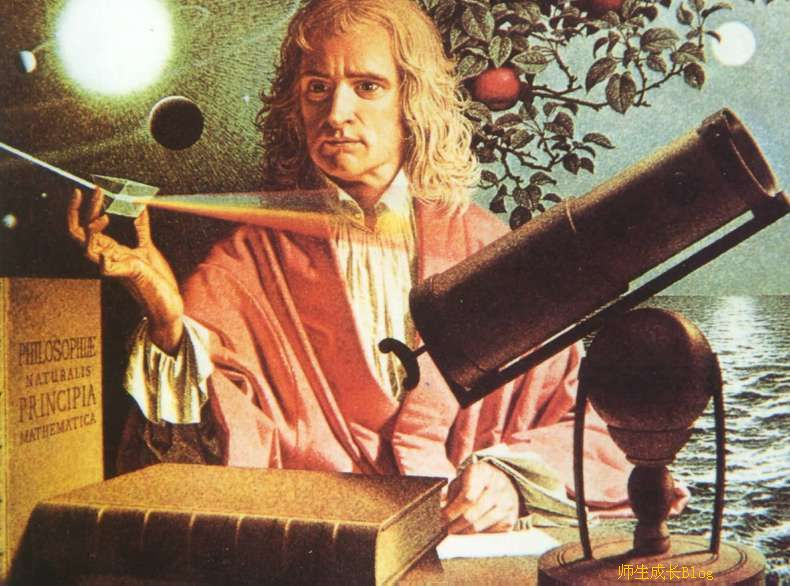 PHILOSOPHIÆ
NATURALIS
PRINCIPIA
MATHEMATICA
师生成长Blog